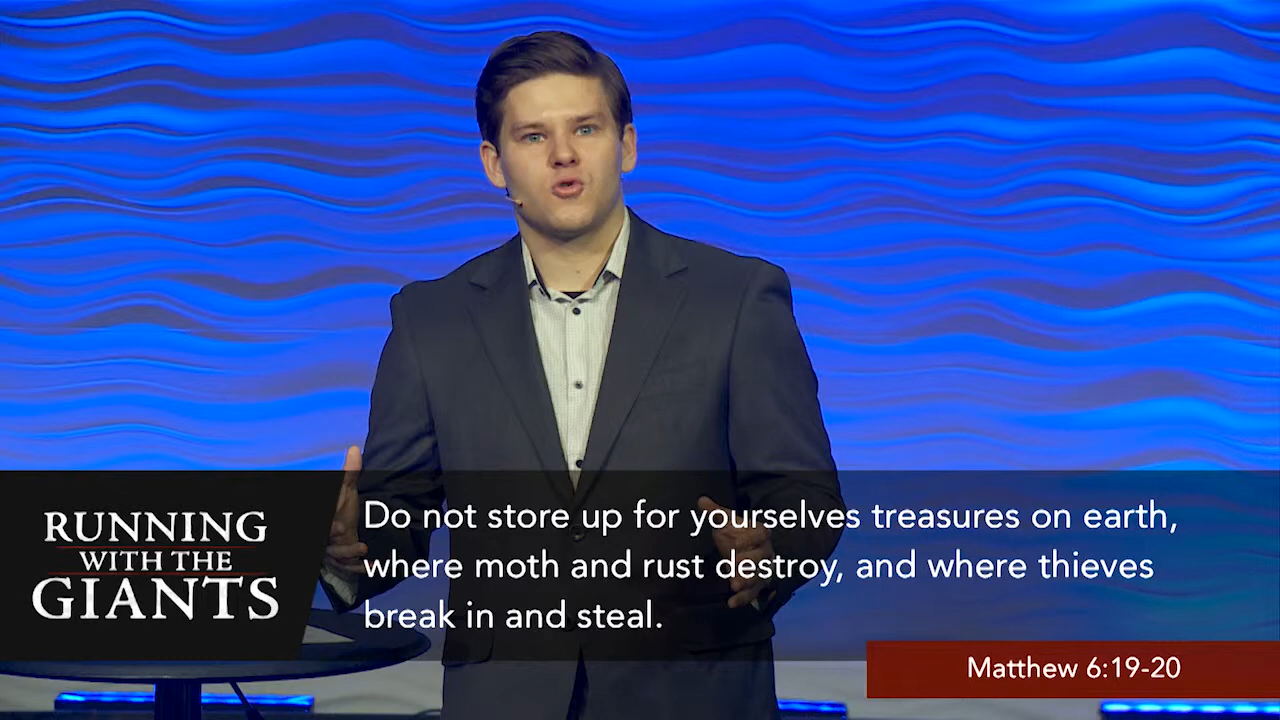 RUNNING
WITH THE
GIANTS
Do not store up for yourselves treasures on earth,
where moth and rust destroy, and where thieves
break in and steal.
Matthew 6:19-20